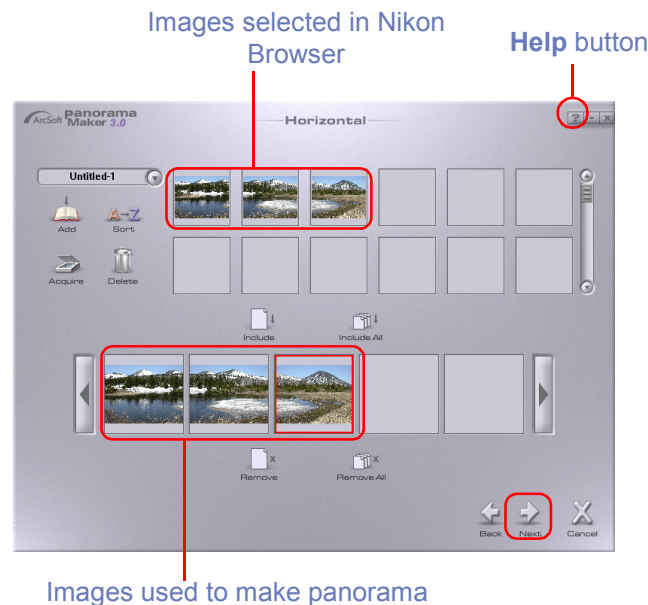 Images selected in Nikon
Browser
Help button
ArcSoft Panorama
Maker 3.0
Horizontal
? - x
Untitled-1
Add
Sort
A→Z
Acquire
Delete
Include
Include All
Remove
Remove All
Back
Next
Cancel
Images used to make panorama